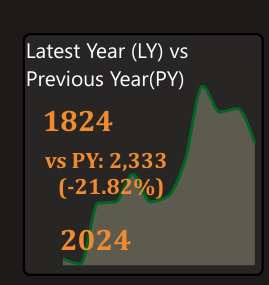 Latest Year (LY) vs
Previous Year(PY)
1824
vs PY: 2,333
(-21.82%)
2024